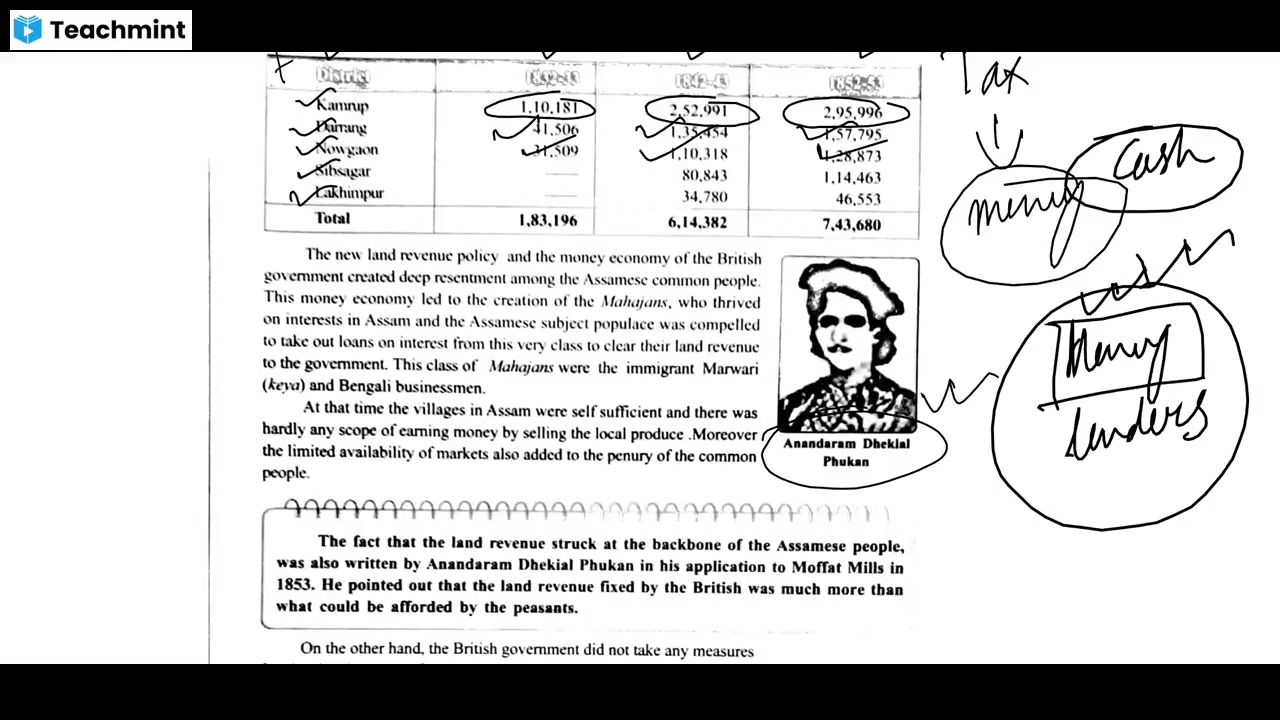 Teachmint
District 1832-33 1842-43 1852-53
Kamrup 1,10,181 2,52,991 2,95,996
Darrang 41,506 1,35,454 1,57,795
Nowgaon 31,509 1,10,318 1,28,873
Sibsagar —— 80,843 1,14,463
Lakhimpur —— 34,780 46,553
Total 1,83,196 6,14,382 7,43,680
The new land revenue policy and the money economy of the British
government created deep resentment among the Assamese common people.
This money economy led to the creation of the Mahajans, who thrived
on interests in Assam and the Assamese subject populace was compelled
to take out loans on interest from this very class to clear their land revenue
to the government. This class of Mahajans were the immigrant Marwari
(keya) and Bengali businessmen.
At that time the villages in Assam were self sufficient and there was
hardly any scope of earning money by selling the local produce .Moreover
the limited availability of markets also added to the penury of the common
people.
Anandaram Dhekial
Phukan
The fact that the land revenue struck at the backbone of the Assamese people,
was also written by Anandaram Dhekial Phukan in his application to Moffat Mills in
1853. He pointed out that the land revenue fixed by the British was much more than
what could be afforded by the peasants.
On the other hand, the British government did not take any measures
Tax
Cash
money
Money
lenders